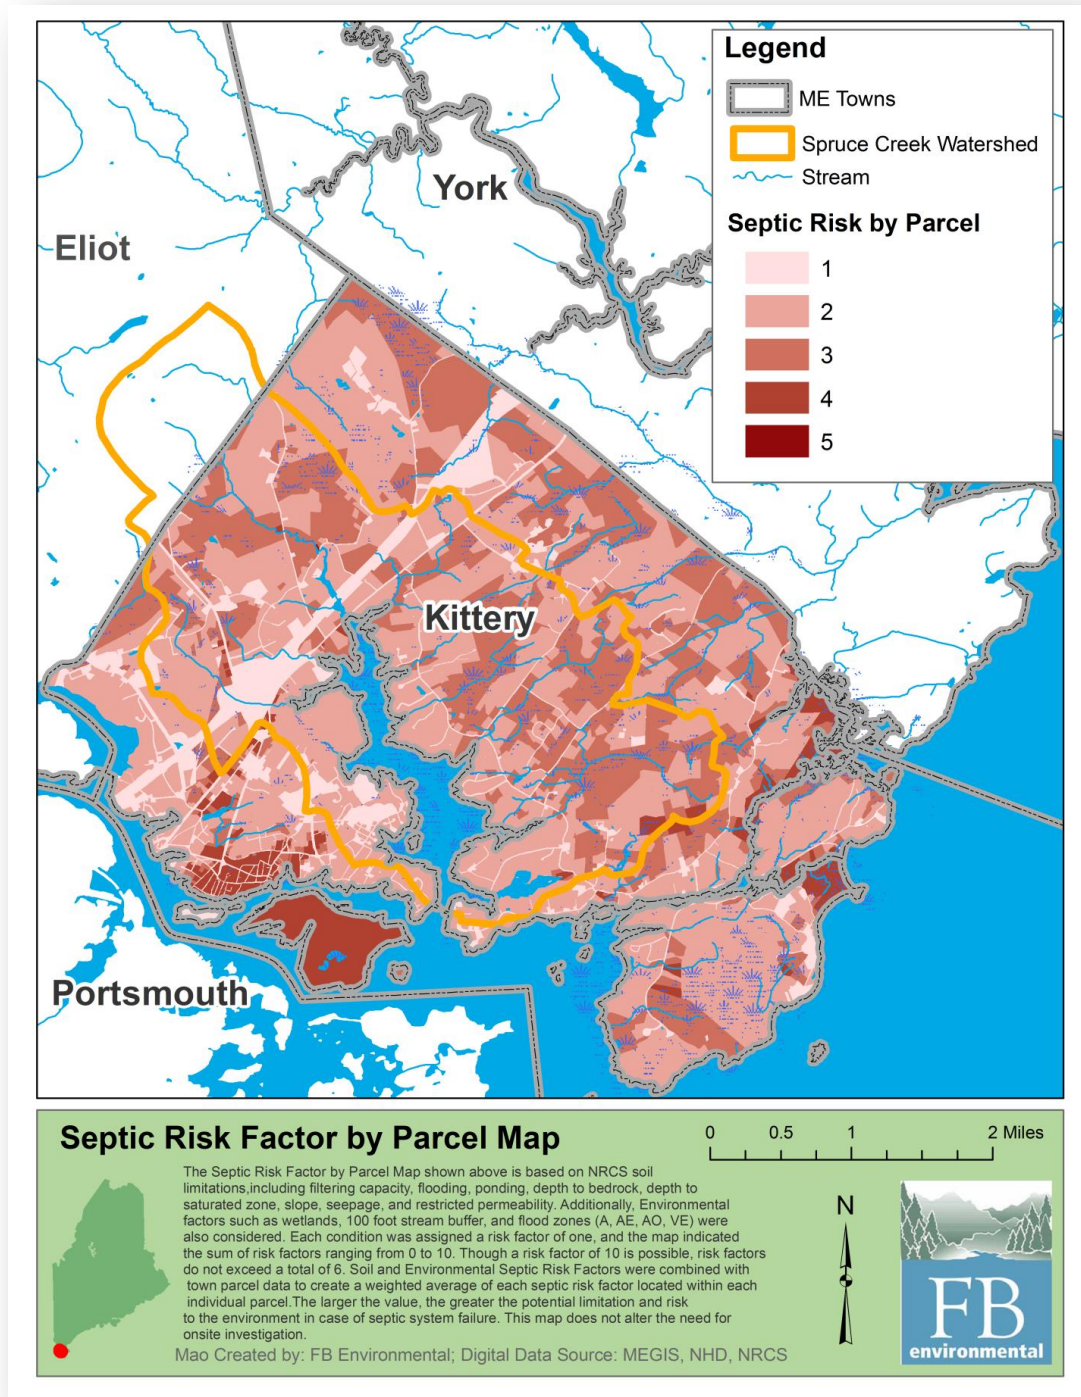 Legend
ME Towns
Spruce Creek Watershed
Stream
Septic Risk by Parcel
1
2
3
4
5
York
Eliot
Kittery
Portsmouth
Septic Risk Factor by Parcel Map
The Septic Risk Factor by Parcel Map shown above is based on NRCS soil
limitations,including filtering capacity, flooding, ponding, depth to bedrock, depth to
saturated zone, slope, seepage, and restricted permeability. Additionally, Environmental
factors such as wetlands, 100 foot stream buffer, and flood zones (A, AE, AO, VE) were
also considered. Each condition was assigned a risk factor of one, and the map indicated
the sum of risk factors ranging from 0 to 10. Though a risk factor of 10 is possible, risk factors
do not exceed a total of 6. Soil and Environmental Septic Risk Factors were combined with
town parcel data to create a weighted average of each septic risk factor located within each
individual parcel.The larger the value, the greater the potential limitation and risk
to the environment in case of septic system failure. This map does not alter the need for
onsite investigation.
Mao Created by: FB Environmental; Digital Data Source: MEGIS, NHD, NRCS
0 0.5 1 2 Miles
N
FB
environmental